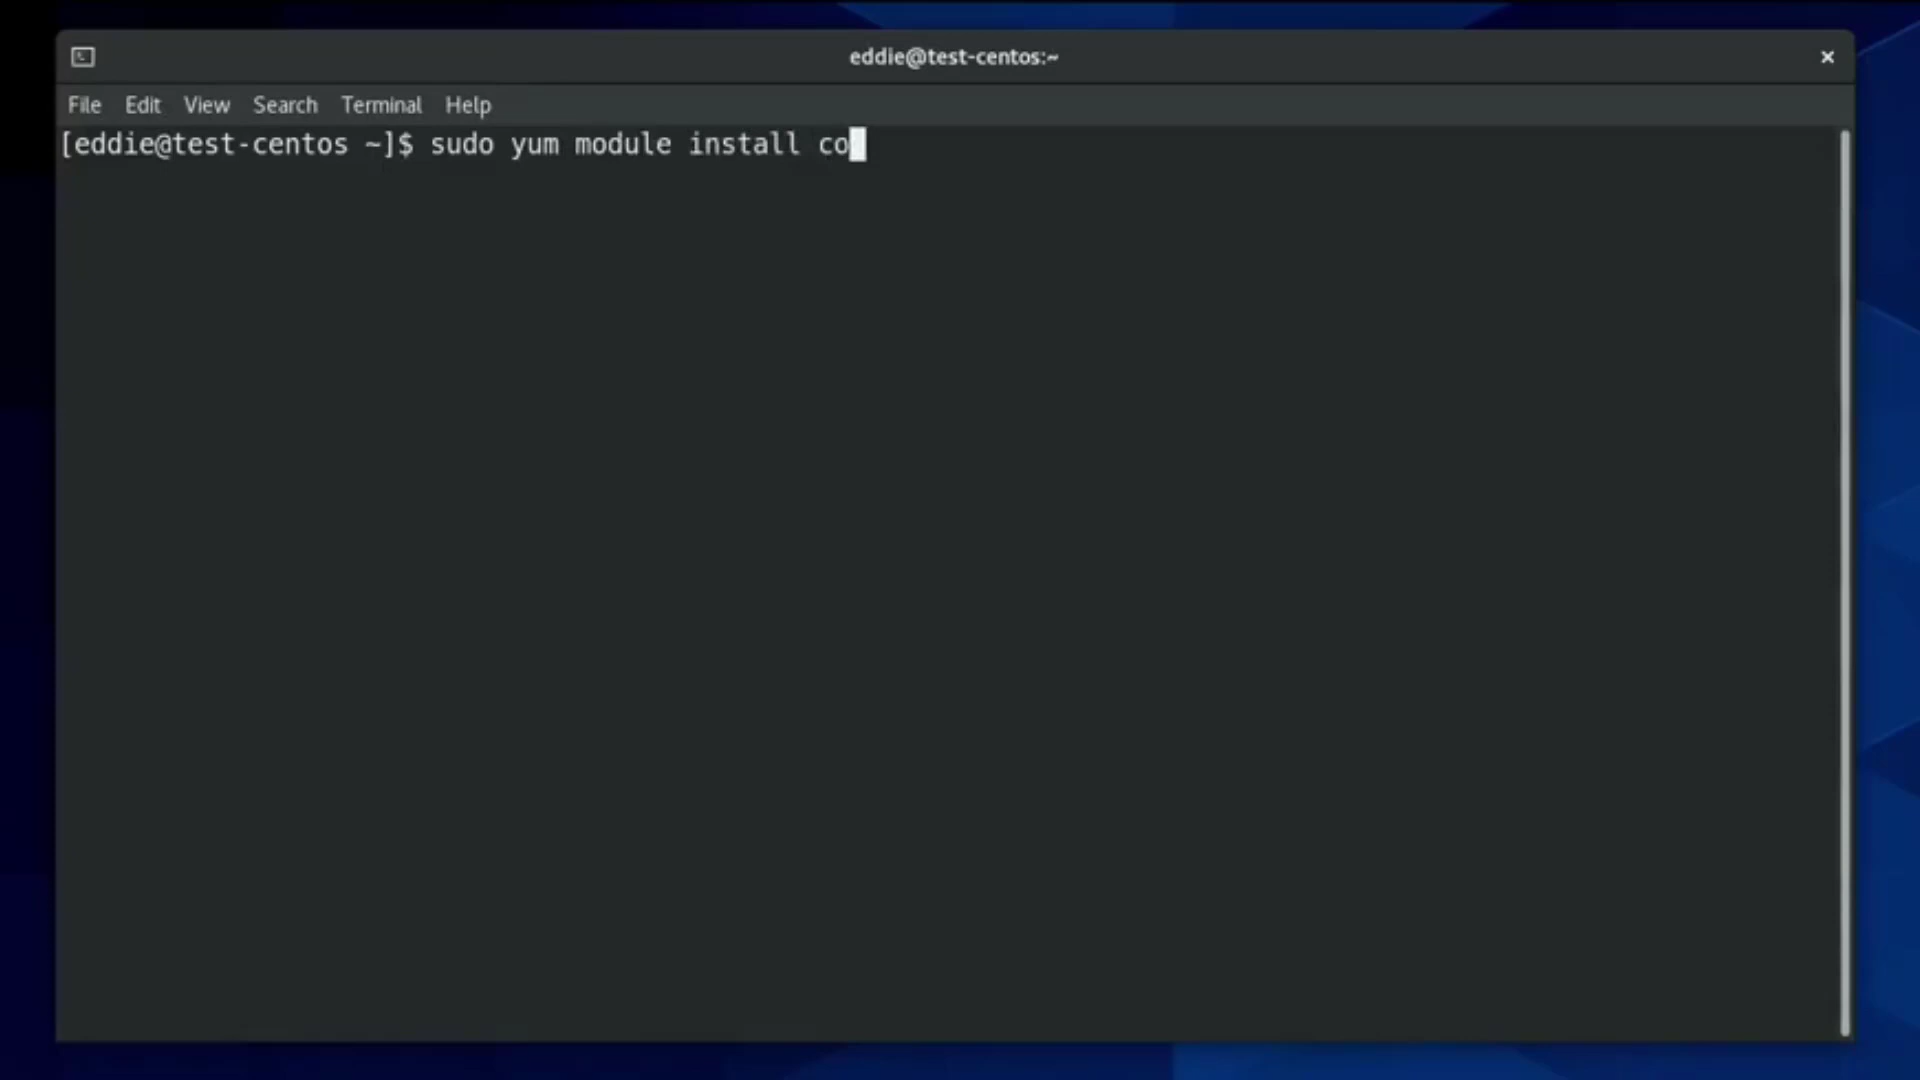 eddie@test-centos:~
×
File Edit View Search Terminal Help
[eddie@test-centos ~]$ sudo yum module install co